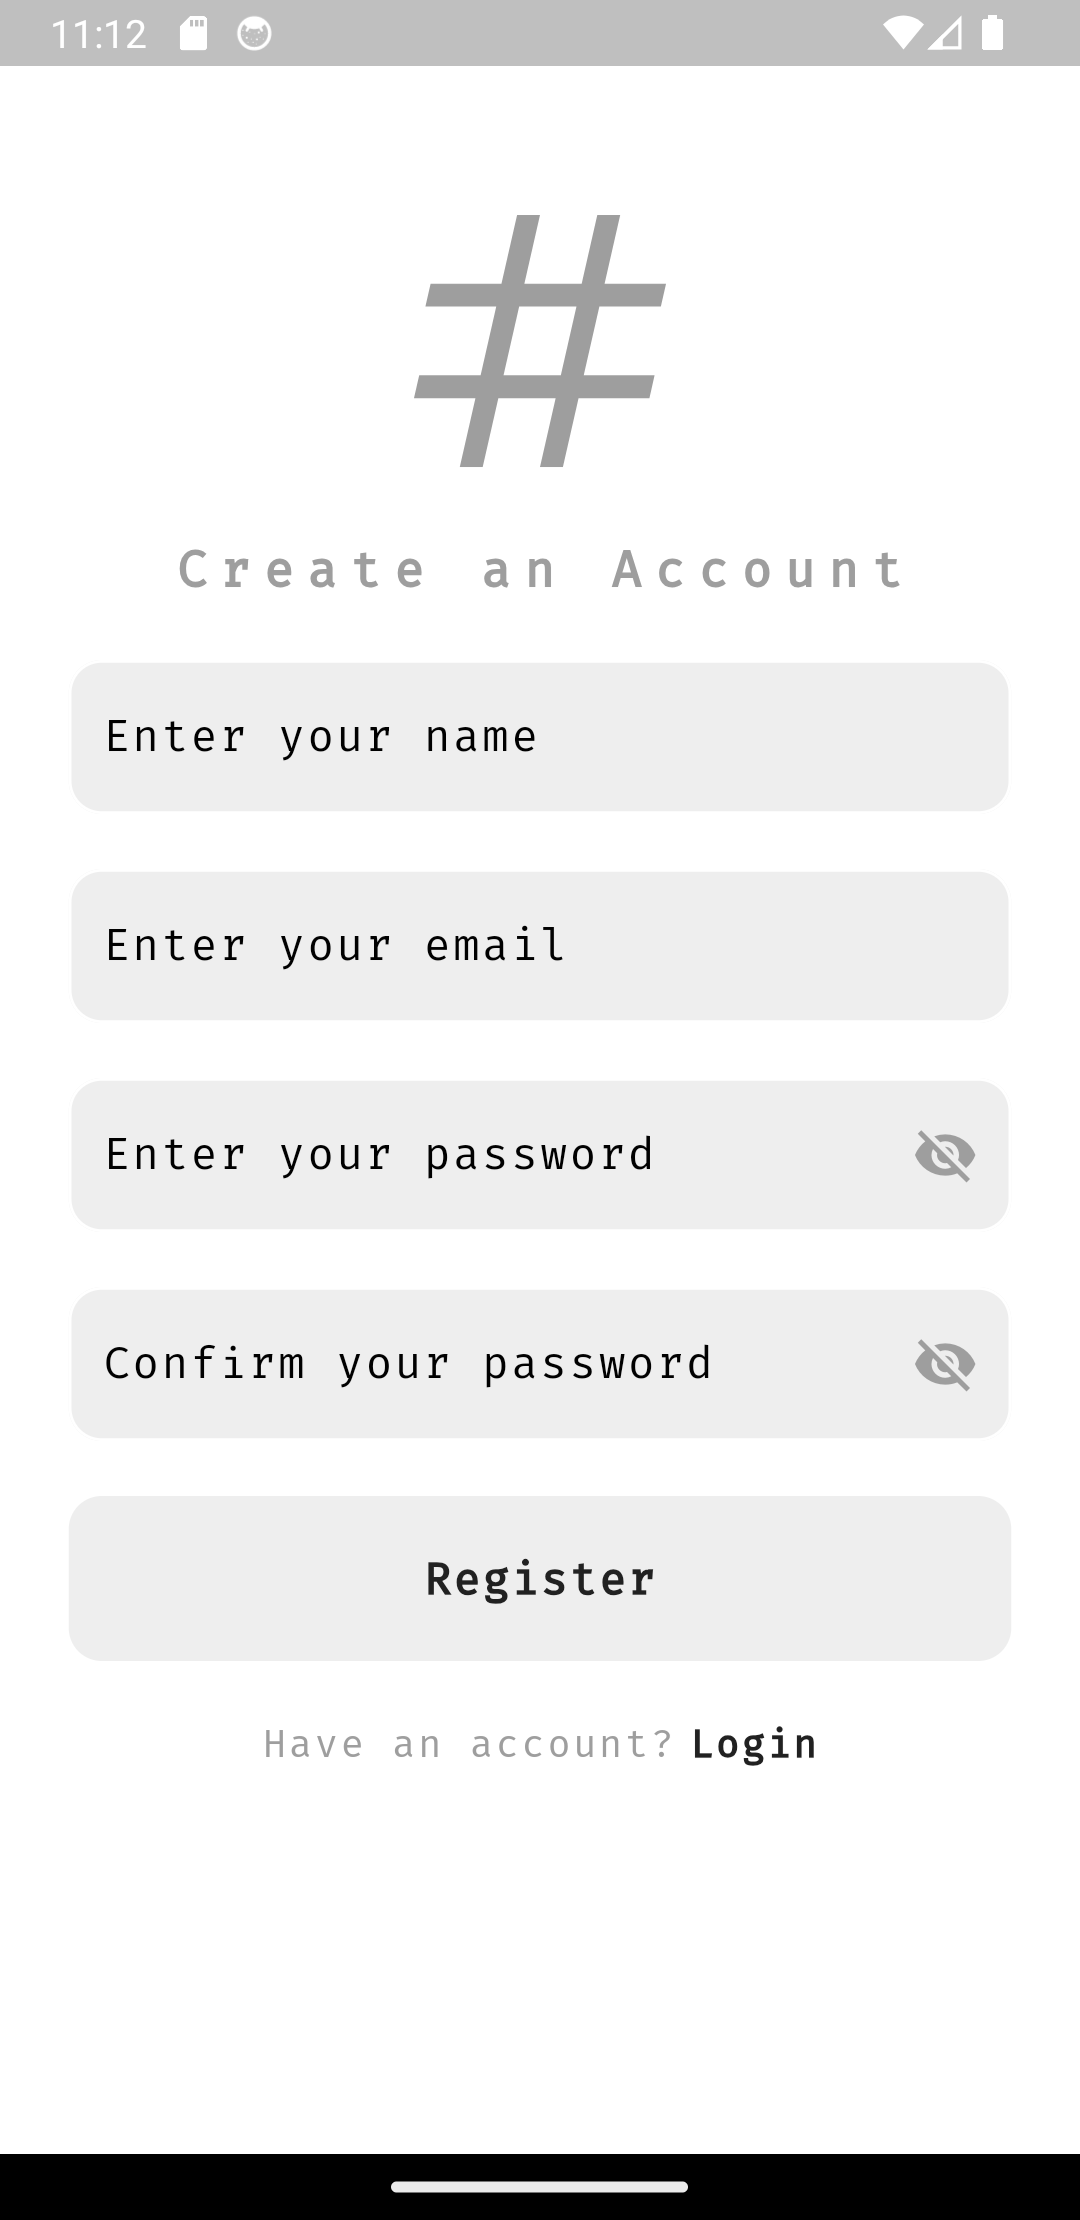 11:12
#
Create an Account
Enter your name
Enter your email
Enter your password
Confirm your password
Register
Have an account? Login